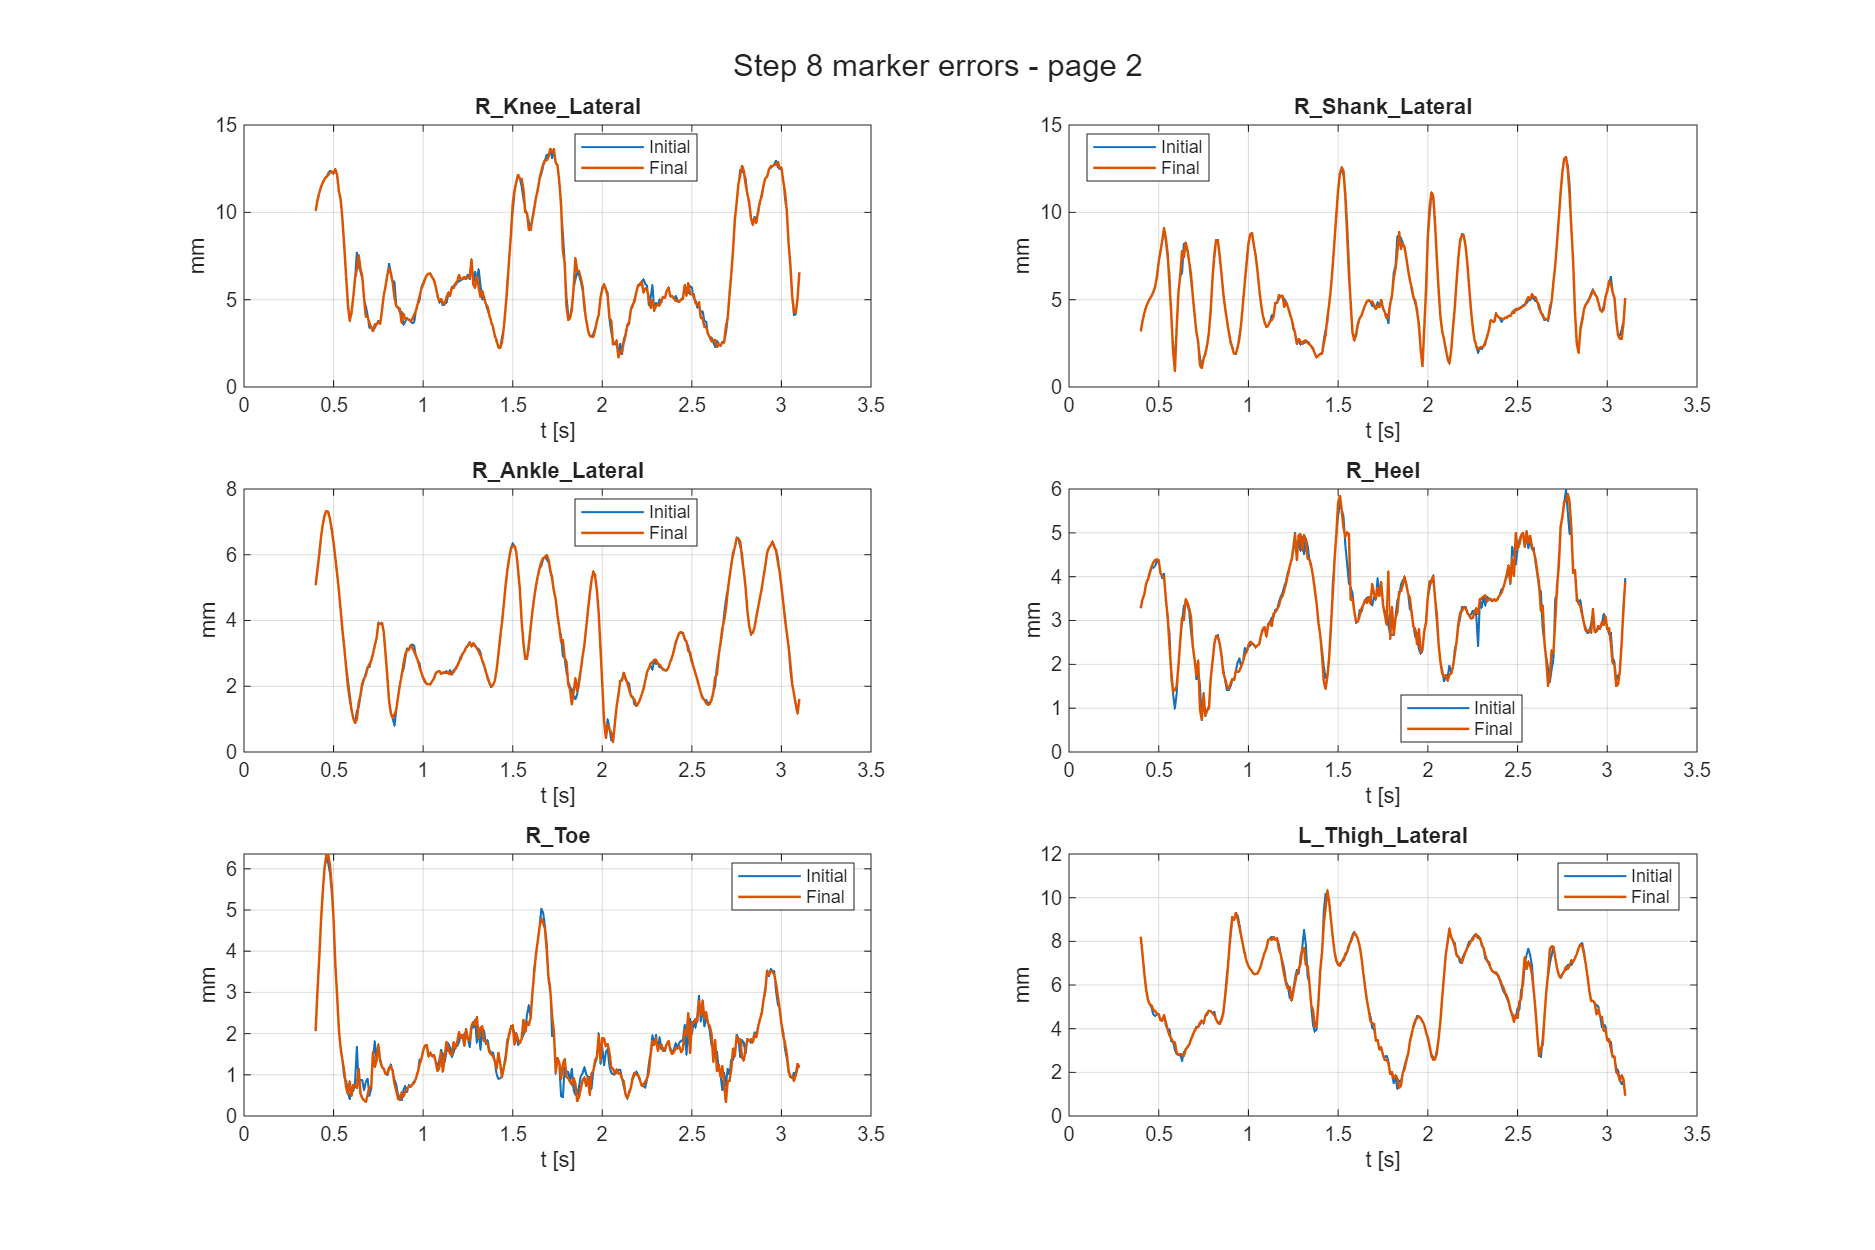 Step 8 marker errors - page 2
R_Knee_Lateral
15
10
5
0
mm
Initial
Final
0 0.5 1 1.5 2 2.5 3 3.5
t [s]
R_Shank_Lateral
15
10
5
0
mm
Initial
Final
0 0.5 1 1.5 2 2.5 3 3.5
t [s]
R_Ankle_Lateral
8
6
4
2
0
mm
Initial
Final
0 0.5 1 1.5 2 2.5 3 3.5
t [s]
R_Heel
6
5
4
3
2
1
0
mm
Initial
Final
0 0.5 1 1.5 2 2.5 3 3.5
t [s]
R_Toe
6
5
4
3
2
1
0
mm
Initial
Final
0 0.5 1 1.5 2 2.5 3 3.5
t [s]
L_Thigh_Lateral
12
10
8
6
4
2
0
mm
Initial
Final
0 0.5 1 1.5 2 2.5 3 3.5
t [s]